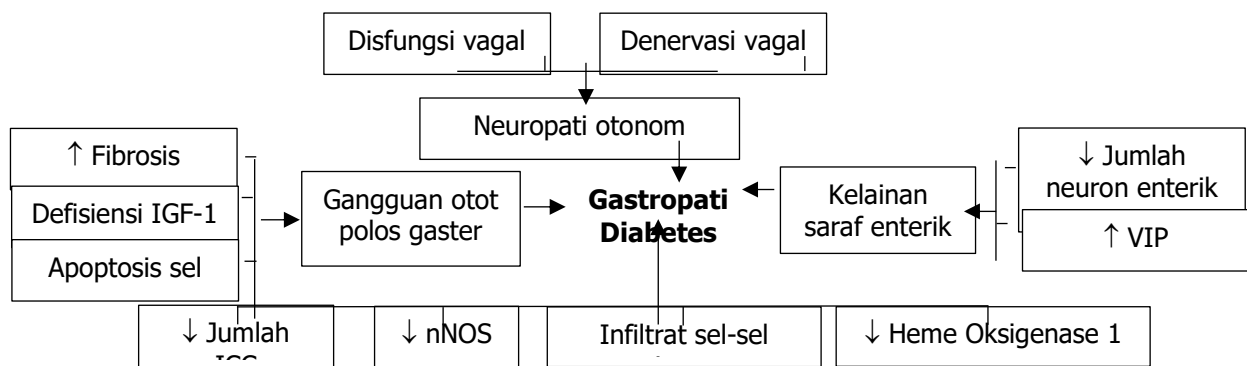 Disfungsi vagal
Denervasi vagal
Neuropati otonom
↑ Fibrosis
Defisiensi IGF-1
Apoptosis sel
Gangguan otot
polos gaster
Gastropati
Diabetes
Kelainan
saraf enterik
↓ Jumlah
neuron enterik
↑ VIP
↓ Jumlah
↓ nNOS
Infiltrat sel-sel
↓ Heme Oksigenase 1